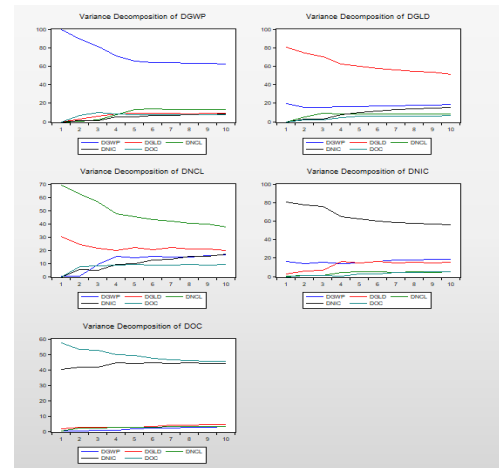 Variance Decomposition of DGWP
100
80
60
40
20
0
1 2 3 4 5 6 7 8 9 10
DGWP DGLD DNCL
DNIC DOC
Variance Decomposition of DGLD
100
80
60
40
20
0
1 2 3 4 5 6 7 8 9 10
DGWP DGLD DNCL
DNIC DOC
Variance Decomposition of DNCL
70
60
50
40
30
20
10
0
1 2 3 4 5 6 7 8 9 10
DGWP DGLD DNCL
DNIC DOC
Variance Decomposition of DNIC
100
80
60
40
20
0
1 2 3 4 5 6 7 8 9 10
DGWP DGLD DNCL
DNIC DOC
Variance Decomposition of DOC
60
50
40
30
20
10
0
1 2 3 4 5 6 7 8 9 10
DGWP DGLD DNCL
DNIC DOC